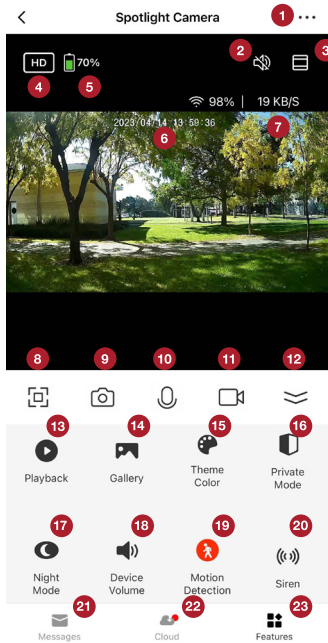 Spotlight Camera 1
2 3
HD 70%
4 5
98% | 19 KB/S
2023/04/14 13:59:36
6 7
8 9 10 11 12
13 14 15 16
Playback Gallery Theme Color Private Mode
17 18 19 20
Night Mode Device Volume Motion Detection Siren
21 22 23
Messages Cloud Features